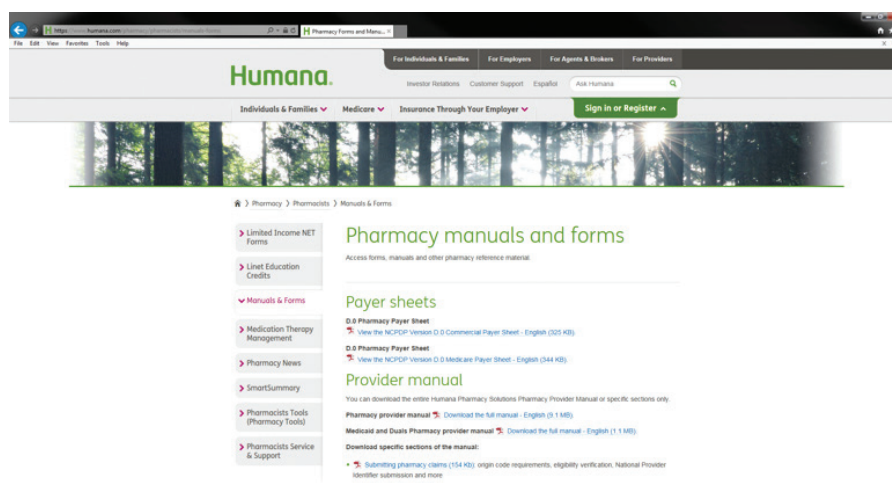 https://www.humana.com/pharmacy/pharmacists/manuals-forms
Pharmacy Forms and Manu...
File Edit View Favorites Tools Help
For Individuals & Families For Employers For Agents & Brokers For Providers
Humana.
Investor Relations Customer Support Español Ask Humana
Individuals & Families Medicare Insurance Through Your Employer Sign in or Register
Pharmacy > Pharmacists > Manuals & Forms
Limited Income NET
Forms
Linet Education
Credits
Manuals & Forms
Medication Therapy
Management
Pharmacy News
SmartSummary
Pharmacists Tools
(Pharmacy Tools)
Pharmacists Service
& Support
Pharmacy manuals and forms
Access forms, manuals and other pharmacy reference material.
Payer sheets
D.0 Pharmacy Payer Sheet
View the NCPDP Version D.0 Commercial Payer Sheet - English (325 KB).
D.0 Pharmacy Payer Sheet
View the NCPDP Version D.0 Medicare Payer Sheet - English (344 KB).
Provider manual
You can download the entire Humana Pharmacy Solutions Pharmacy Provider Manual or specific sections only.
Pharmacy provider manual Download the full manual - English (9.1 MB).
Medicaid and Duals Pharmacy provider manual Download the full manual - English (1.1 MB).
Download specific sections of the manual:
• Submitting pharmacy claims (154 Kb): origin code requirements, eligibility verification, National Provider
Identifier submission and more